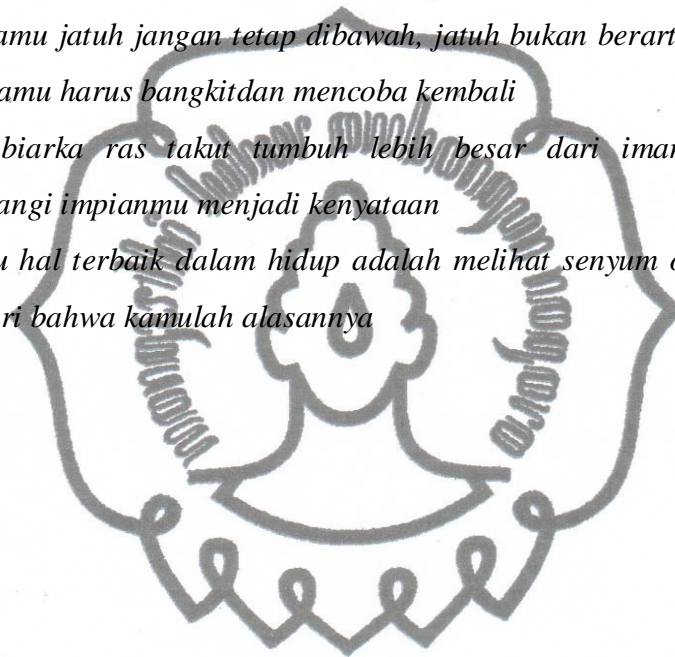 amu jatuh jangan tetap dibawah, jatuh bukan berart
amu harus bangkitdan mencoba kembali
biarka ras takut tumbuh lebih besar dari imar
angi impianmu menjadi kenyataan
u hal terbaik dalam hidup adalah melihat senyum o
ri bahwa kamulah alasannya